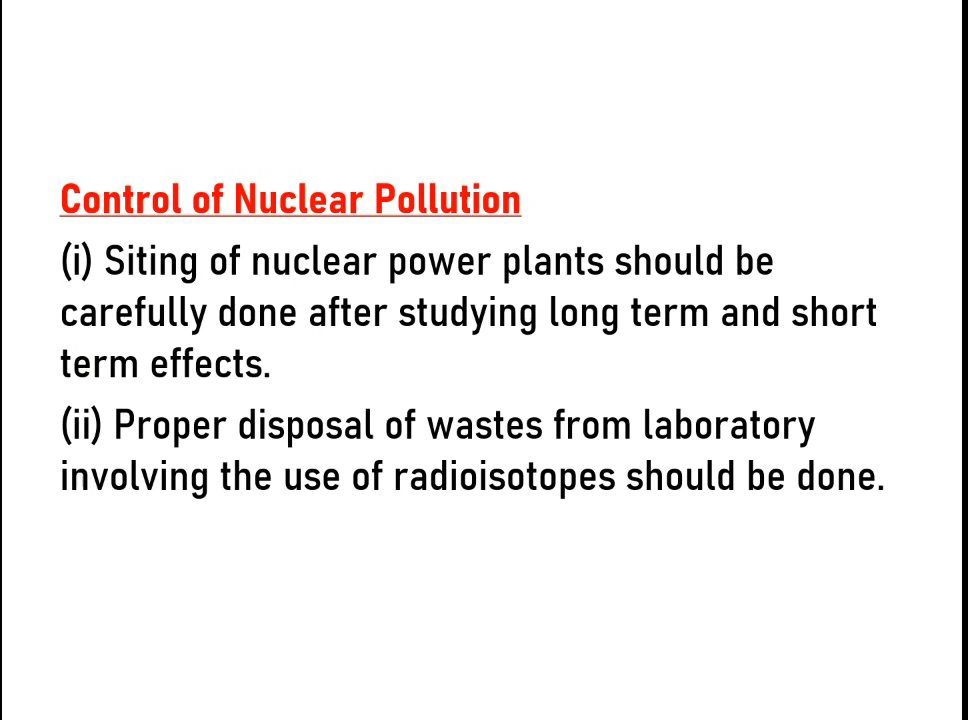 Control of Nuclear Pollution
(i) Siting of nuclear power plants should be
carefully done after studying long term and short
term effects.
(ii) Proper disposal of wastes from laboratory
involving the use of radioisotopes should be done.